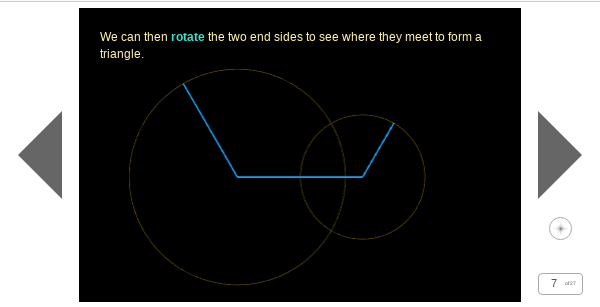 We can then rotate the two end sides to see where they meet to form a
triangle.
7 of 27